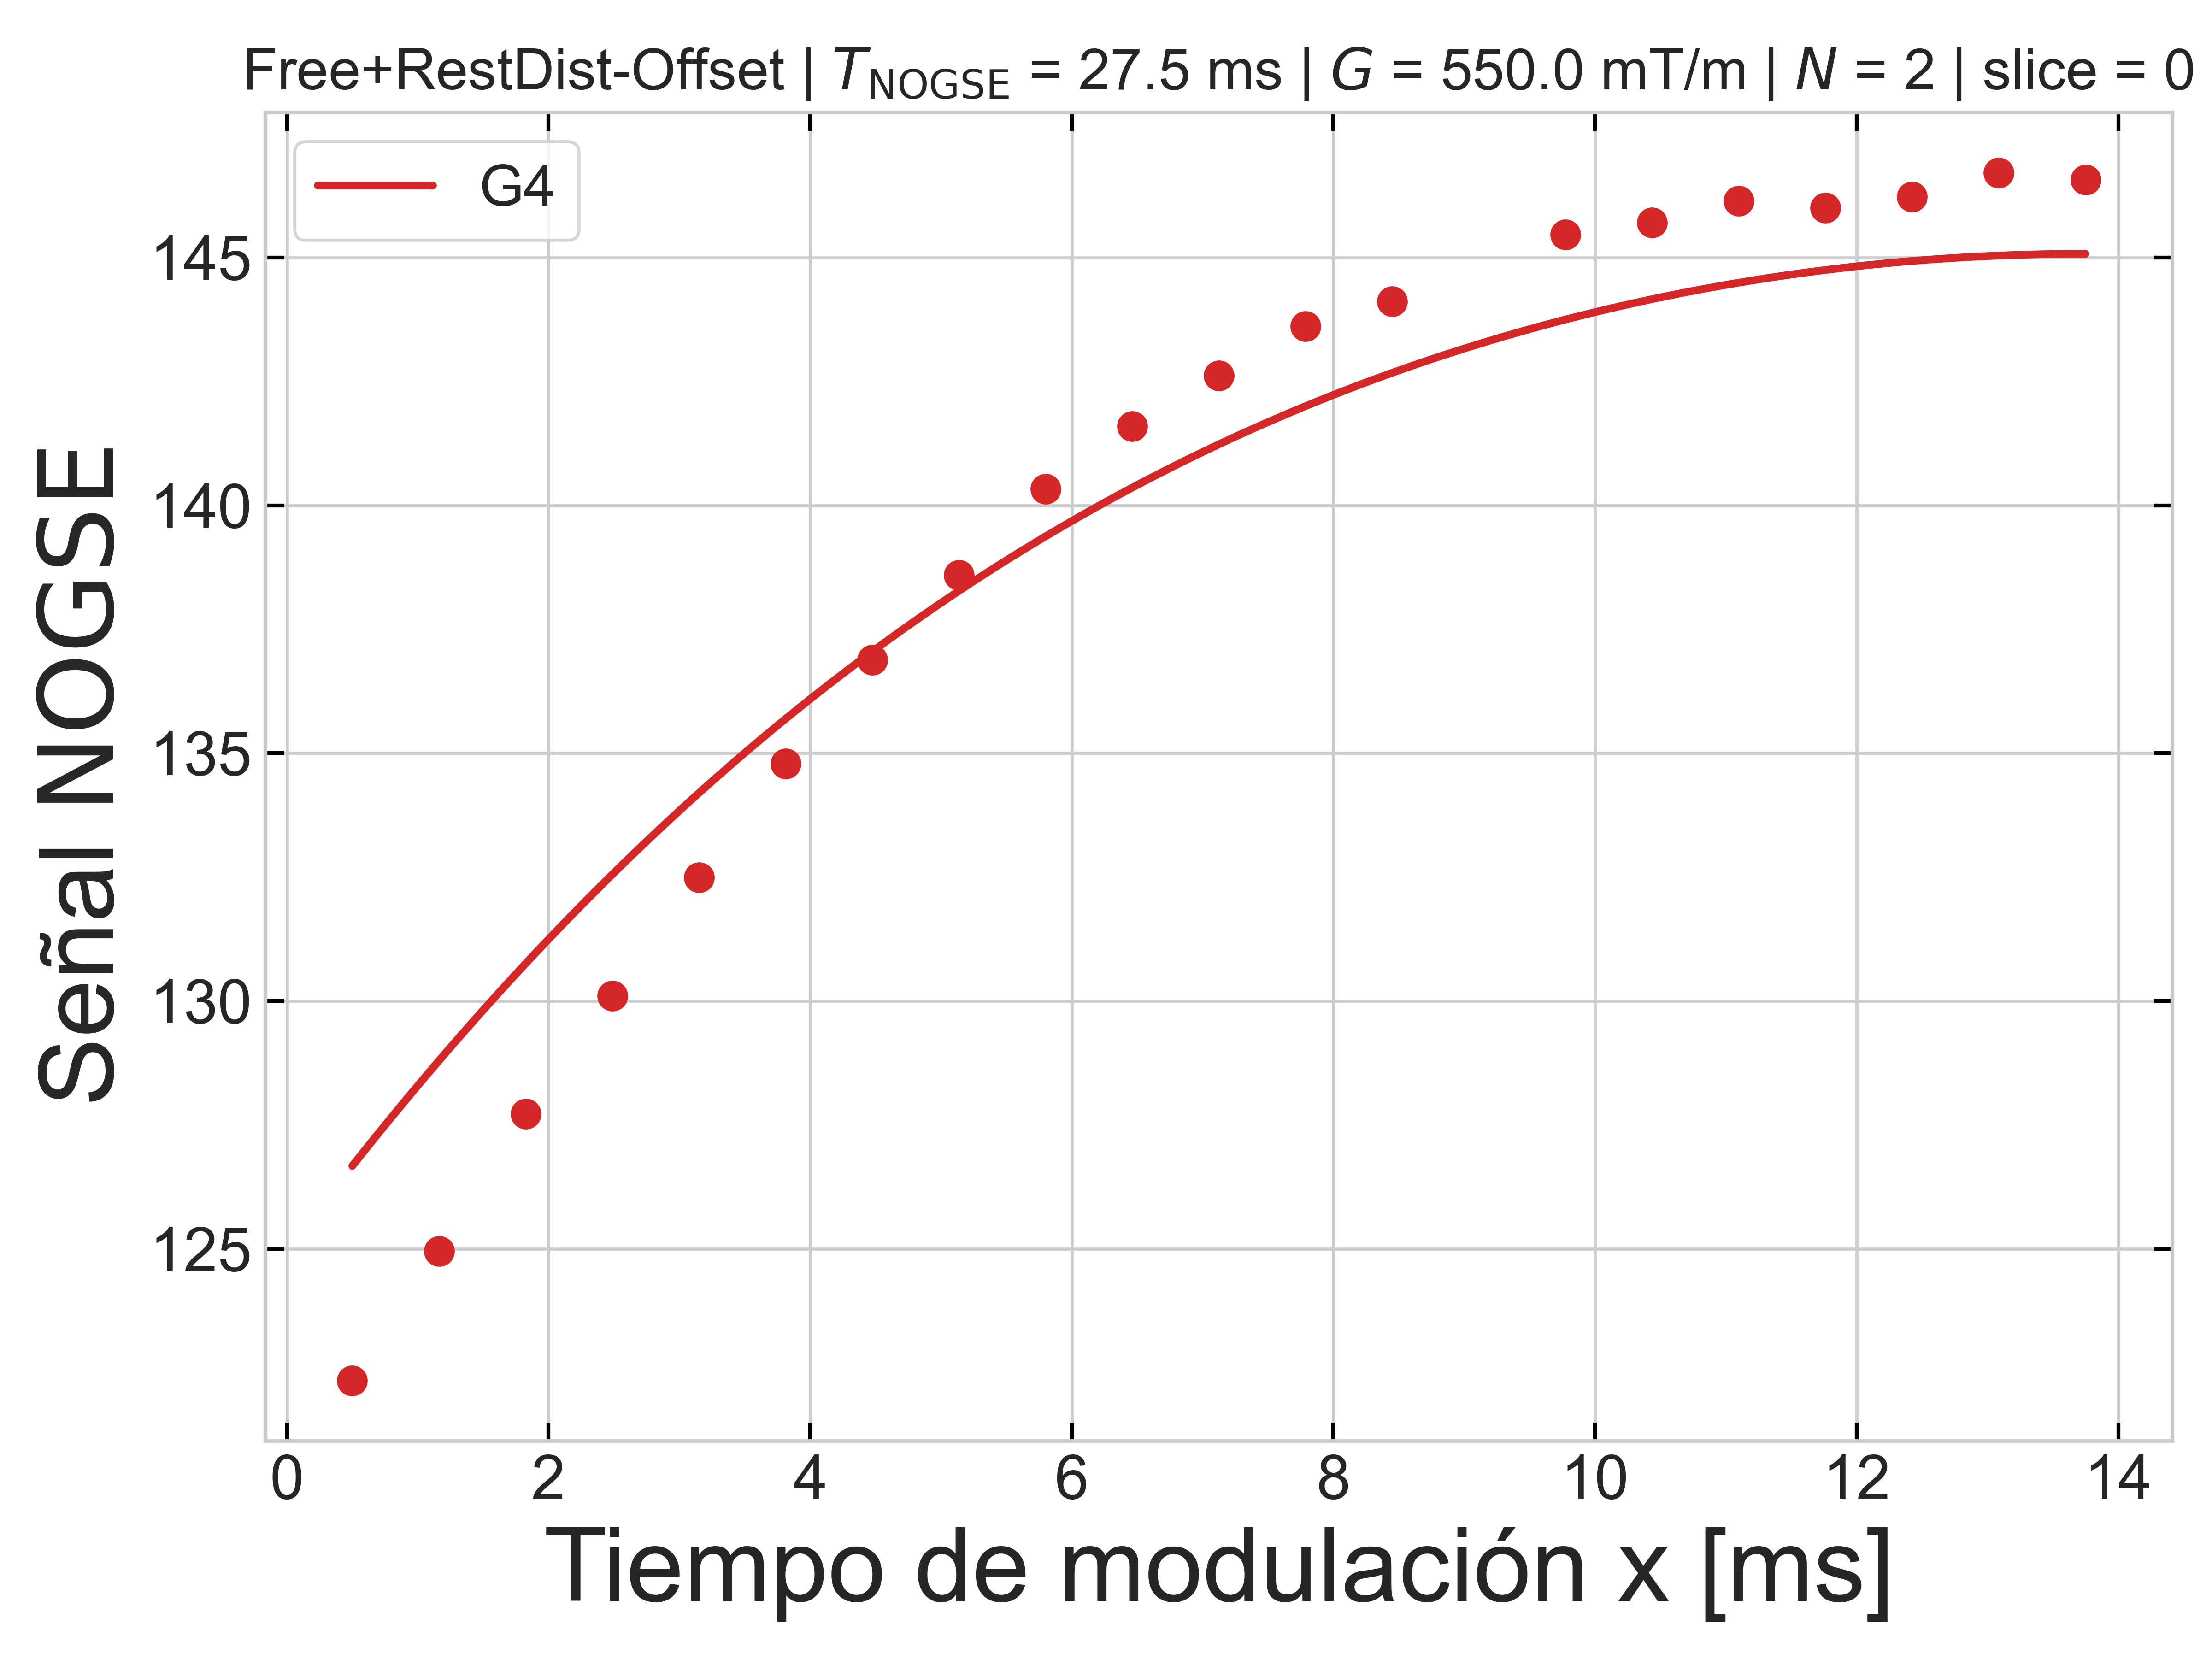 Free+RestDist-Offset | T_NOGSE = 27.5 ms | G = 550.0 mT/m | N = 2 | slice = 0
G4
145
140
135
130
125
Señal NOGSE
0 2 4 6 8 10 12 14
Tiempo de modulación x [ms]